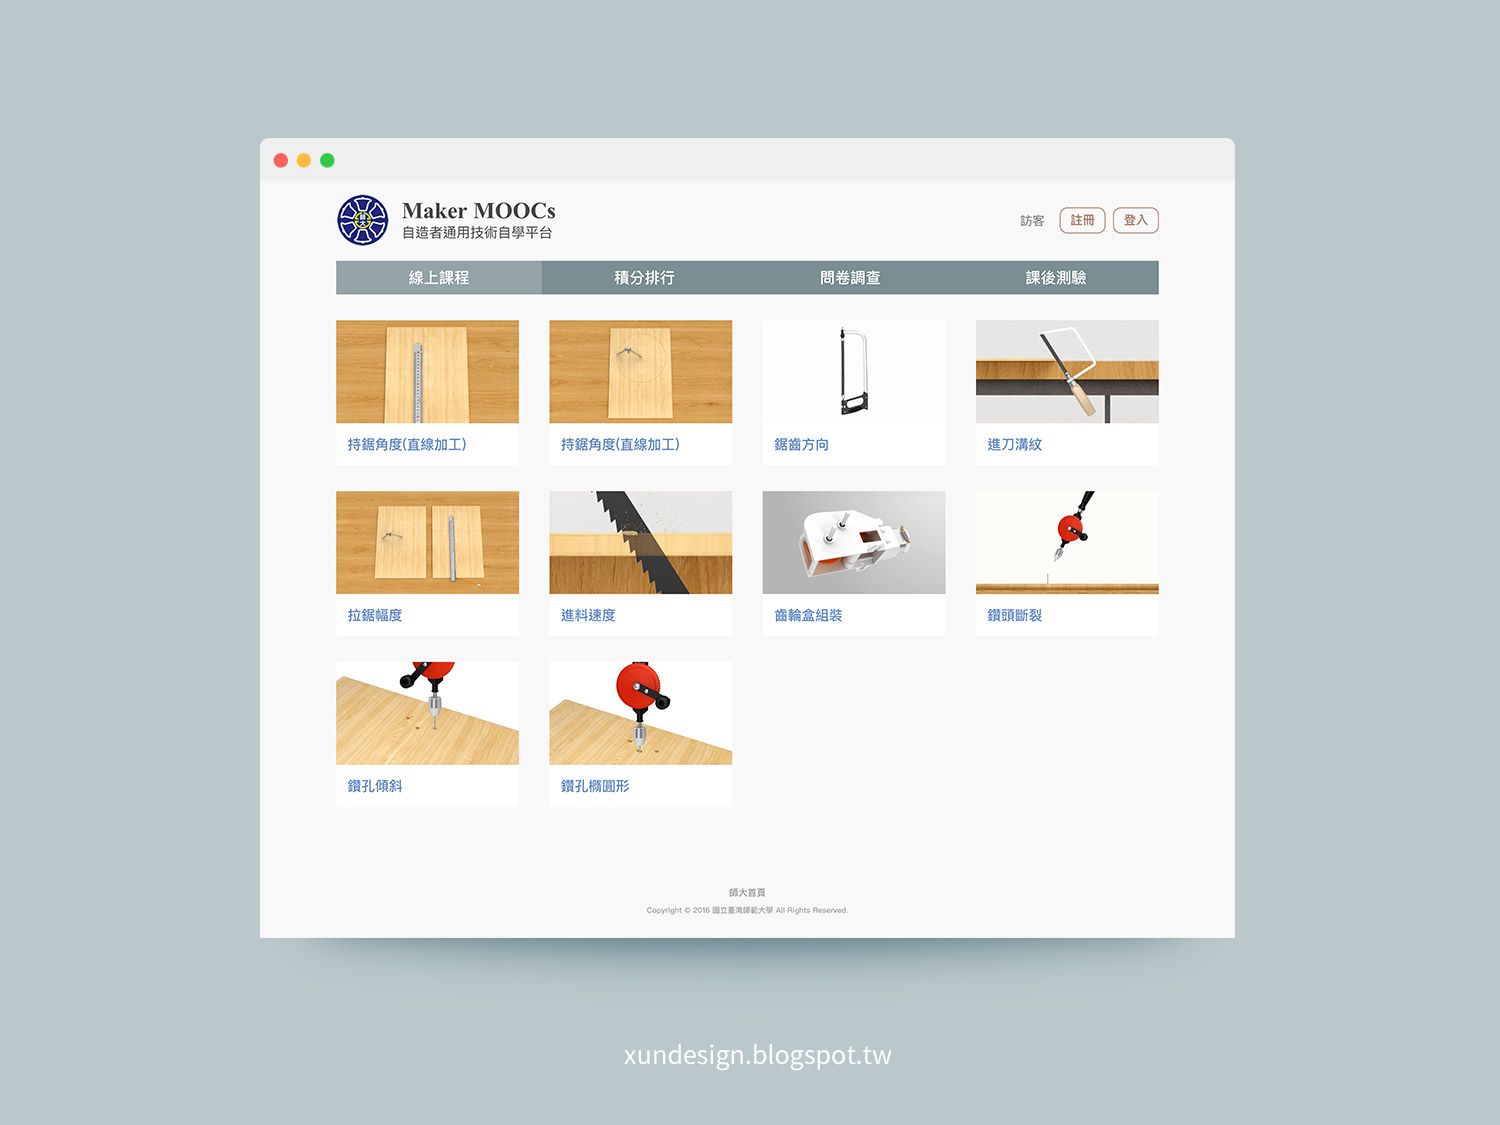 Maker MOOCs
自造者通用技術自學平台
訪客 註冊 登入
線上課程 積分排行 問卷調查 課後測驗
持鋸角度(直線加工) 持鋸角度(直線加工) 鋸齒方向 進刀溝紋
拉鋸幅度 進料速度 齒輪盒組裝 鑽頭斷裂
鑽孔傾斜 鑽孔橢圓形
師大首頁
Copyright © 2016 國立臺灣師範大學 All Rights Reserved.
xundesign.blogspot.tw